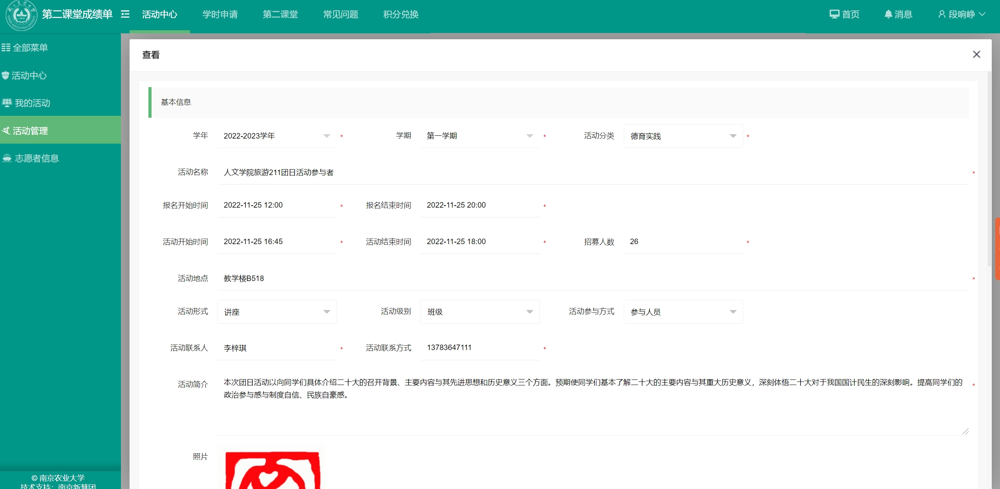 第二课堂成绩单 活动中心 学时申请 第二课堂 常见问题 积分兑换 首页 消息 段响峥
全部菜单
活动中心
我的活动
活动管理
志愿者信息
© 南京农业大学
技术支持：南京新慧团
查看
基本信息
学年 2022-2023学年 * 学期 第一学期 * 活动分类 德育实践 *
活动名称 人文学院旅游211团日活动参与者 *
报名开始时间 2022-11-25 12:00 * 报名结束时间 2022-11-25 20:00 *
活动开始时间 2022-11-25 16:45 * 活动结束时间 2022-11-25 18:00 * 招募人数 26 *
活动地点 教学楼B518 *
活动形式 讲座 活动级别 班级 活动参与方式 参与人员
活动联系人 李梓琪 * 活动联系方式 13783647111 *
活动简介 本次团日活动以向同学们具体介绍二十大的召开背景、主要内容与其先进思想和历史意义三个方面。预期使同学们基本了解二十大的主要内容与其重大历史意义，深刻体悟二十大对于我国国计民生的深刻影响。提高同学们的 *
政治参与感与制度自信、民族自豪感。
照片